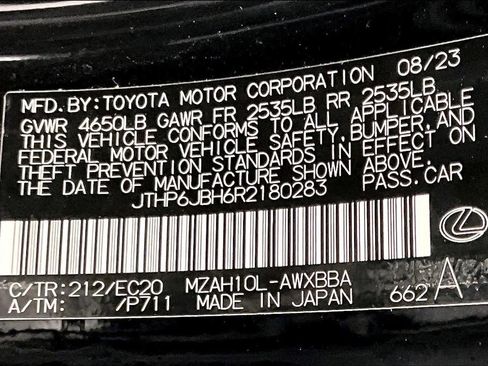 MFD. BY: TOYOTA MOTOR CORPORATION 08/23
GVWR 4650LB GAWR FR 2535LB RR 2535LB
THIS VEHICLE CONFORMS TO ALL APPLICABLE
FEDERAL MOTOR VEHICLE SAFETY, BUMPER, AND
THEFT PREVENTION STANDARDS IN EFFECT ON
THE DATE OF MANUFACTURE SHOWN ABOVE.
JTHP6JBH6R2180283 PASS. CAR
C/TR: 212/EC20 MZAH10L-AWXBBA
A/TM: /P711 MADE IN JAPAN 662 A